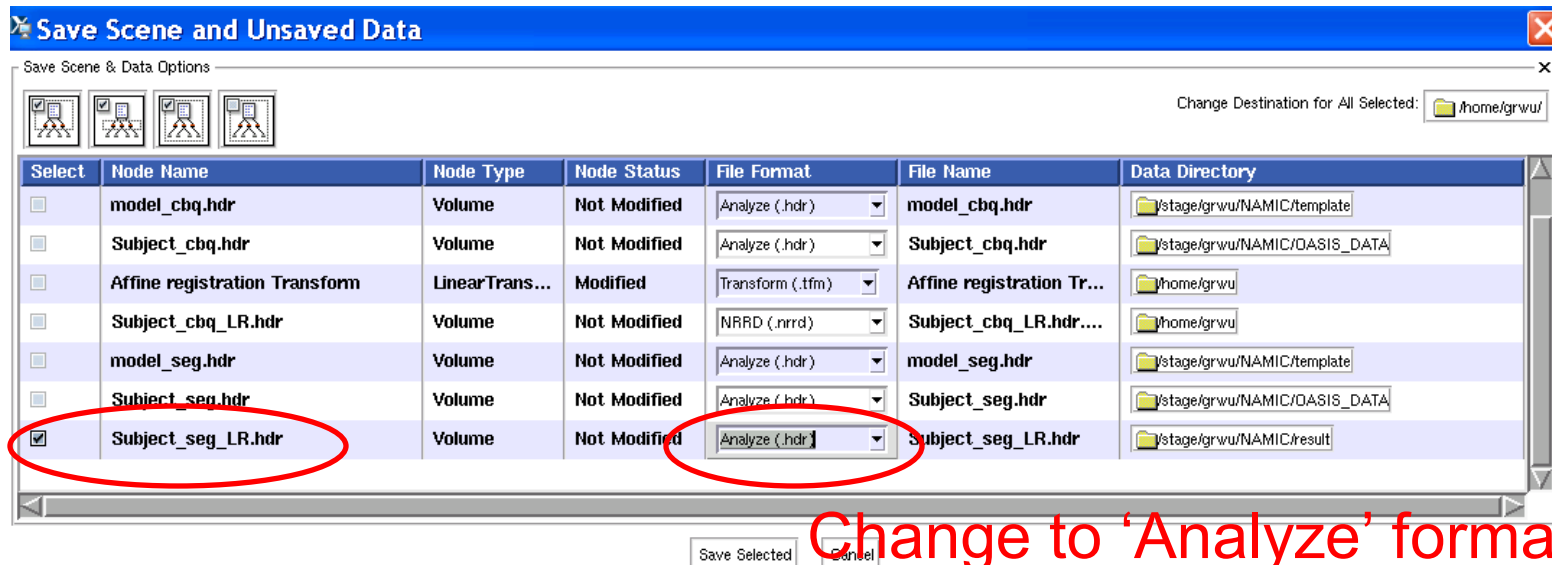 Save Scene and Unsaved Data
Save Scene & Data Options
Change Destination for All Selected: /home/grwu/
Select Node Name Node Type Node Status File Format File Name Data Directory
model_cbq.hdr Volume Not Modified Analyze (.hdr) model_cbq.hdr /stage/grwu/NAMIC/template
Subject_cbq.hdr Volume Not Modified Analyze (.hdr) Subject_cbq.hdr /stage/grwu/NAMIC/OASIS_DATA
Affine registration Transform LinearTrans... Modified Transform (.tfm) Affine registration Tr... /home/grwu
Subject_cbq_LR.hdr Volume Not Modified NRRD (.nrrd) Subject_cbq_LR.hdr.... /home/grwu
model_seg.hdr Volume Not Modified Analyze (.hdr) model_seg.hdr /stage/grwu/NAMIC/template
Subject_seg.hdr Volume Not Modified Analyze (.hdr) Subject_seg.hdr /stage/grwu/NAMIC/OASIS_DATA
Subject_seg_LR.hdr Volume Not Modified Analyze (.hdr) Subject_seg_LR.hdr /stage/grwu/NAMIC/result
Save Selected Cancel
Change to ‘Analyze’ forma